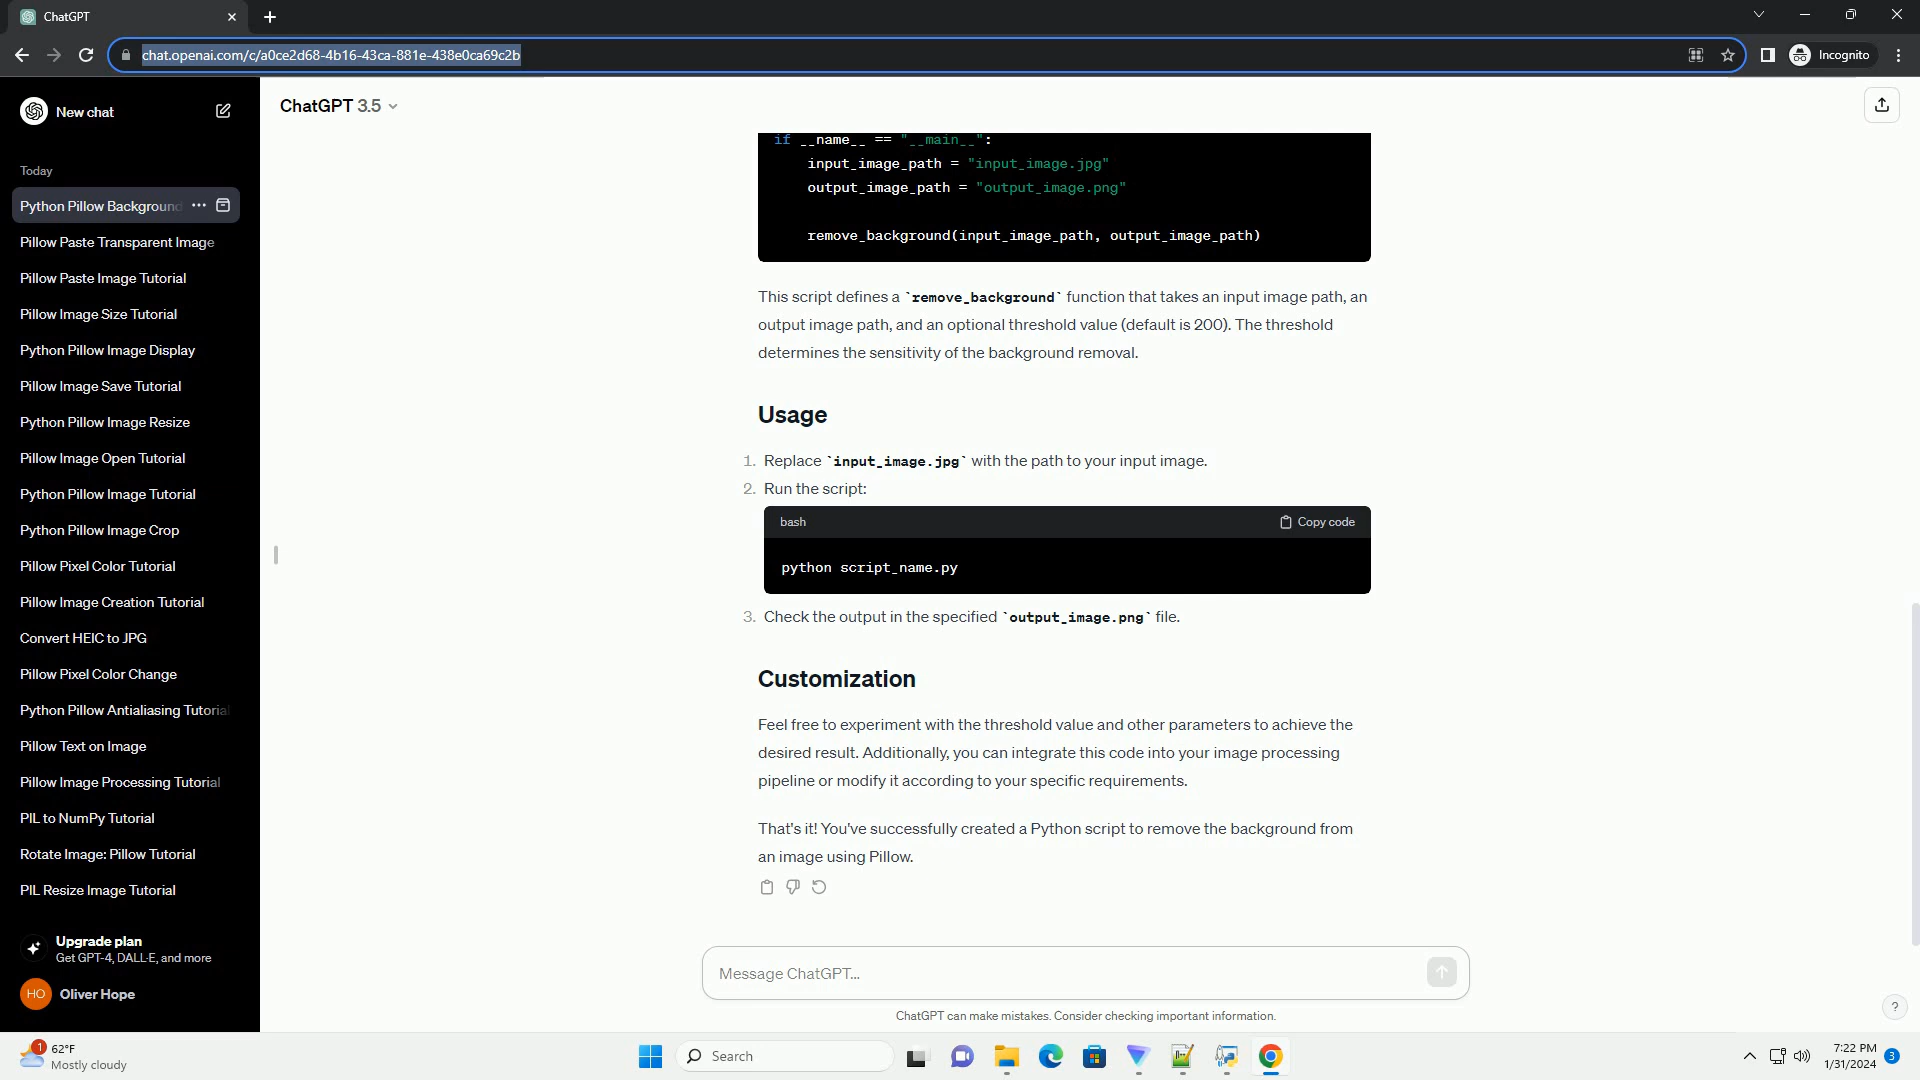 ChatGPT
chat.openai.com/c/a0ce2d68-4b16-43ca-881e-438e0ca69c2b
Incognito
New chat
Today
Python Pillow Background
Pillow Paste Transparent Image
Pillow Paste Image Tutorial
Pillow Image Size Tutorial
Python Pillow Image Display
Pillow Image Save Tutorial
Python Pillow Image Resize
Pillow Image Open Tutorial
Python Pillow Image Tutorial
Python Pillow Image Crop
Pillow Pixel Color Tutorial
Pillow Image Creation Tutorial
Convert HEIC to JPG
Pillow Pixel Color Change
Python Pillow Antialiasing Tutorial
Pillow Text on Image
Pillow Image Processing Tutorial
PIL to NumPy Tutorial
Rotate Image: Pillow Tutorial
PIL Resize Image Tutorial
Upgrade plan
Get GPT-4, DALL·E, and more
HO
Oliver Hope
ChatGPT 3.5
if __name__ == "__main__":
input_image_path = "input_image.jpg"
output_image_path = "output_image.png"
remove_background(input_image_path, output_image_path)
This script defines a `remove_background` function that takes an input image path, an
output image path, and an optional threshold value (default is 200). The threshold
determines the sensitivity of the background removal.
Usage
1. Replace `input_image.jpg` with the path to your input image.
2. Run the script:
bash
Copy code
python script_name.py
3. Check the output in the specified `output_image.png` file.
Customization
Feel free to experiment with the threshold value and other parameters to achieve the
desired result. Additionally, you can integrate this code into your image processing
pipeline or modify it according to your specific requirements.
That's it! You've successfully created a Python script to remove the background from
an image using Pillow.
Message ChatGPT...
ChatGPT can make mistakes. Consider checking important information.
?
1
62°F
Mostly cloudy
Search
7:22 PM
1/31/2024
3